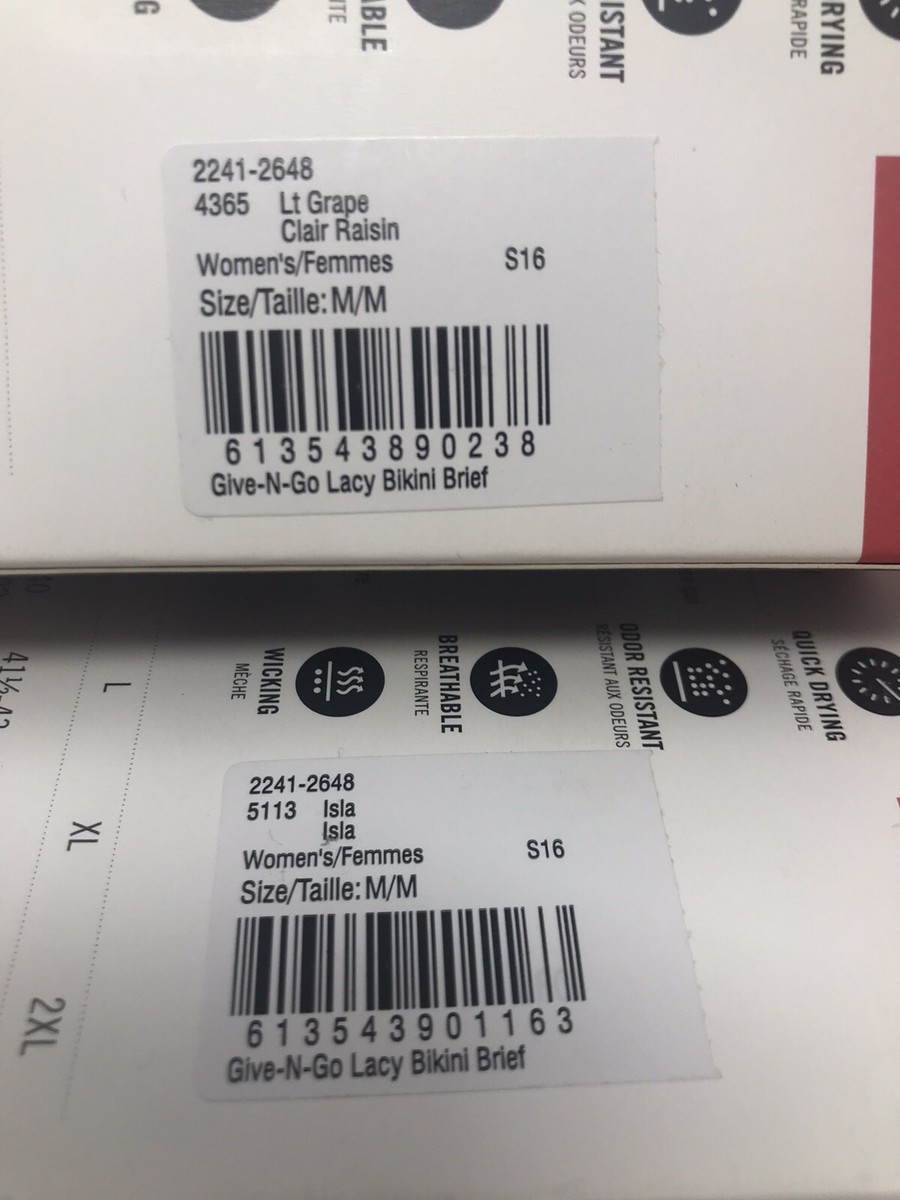 ISTANT
X ODEURS
RYING
RAPIDE
ABLE
2241-2648
4365 Lt Grape
Clair Raisin
Women's/Femmes S16
Size/Taille: M/M
613543890238
Give-N-Go Lacy Bikini Brief
WICKING
MÈCHE
BREATHABLE
RESPIRANTE
ODOR RESISTANT
RÉSISTANT AUX ODEURS
QUICK DRYING
SÉCHAGE RAPIDE
L
XL
2XL
2241-2648
5113 Isla
Isla
Women's/Femmes S16
Size/Taille: M/M
613543901163
Give-N-Go Lacy Bikini Brief